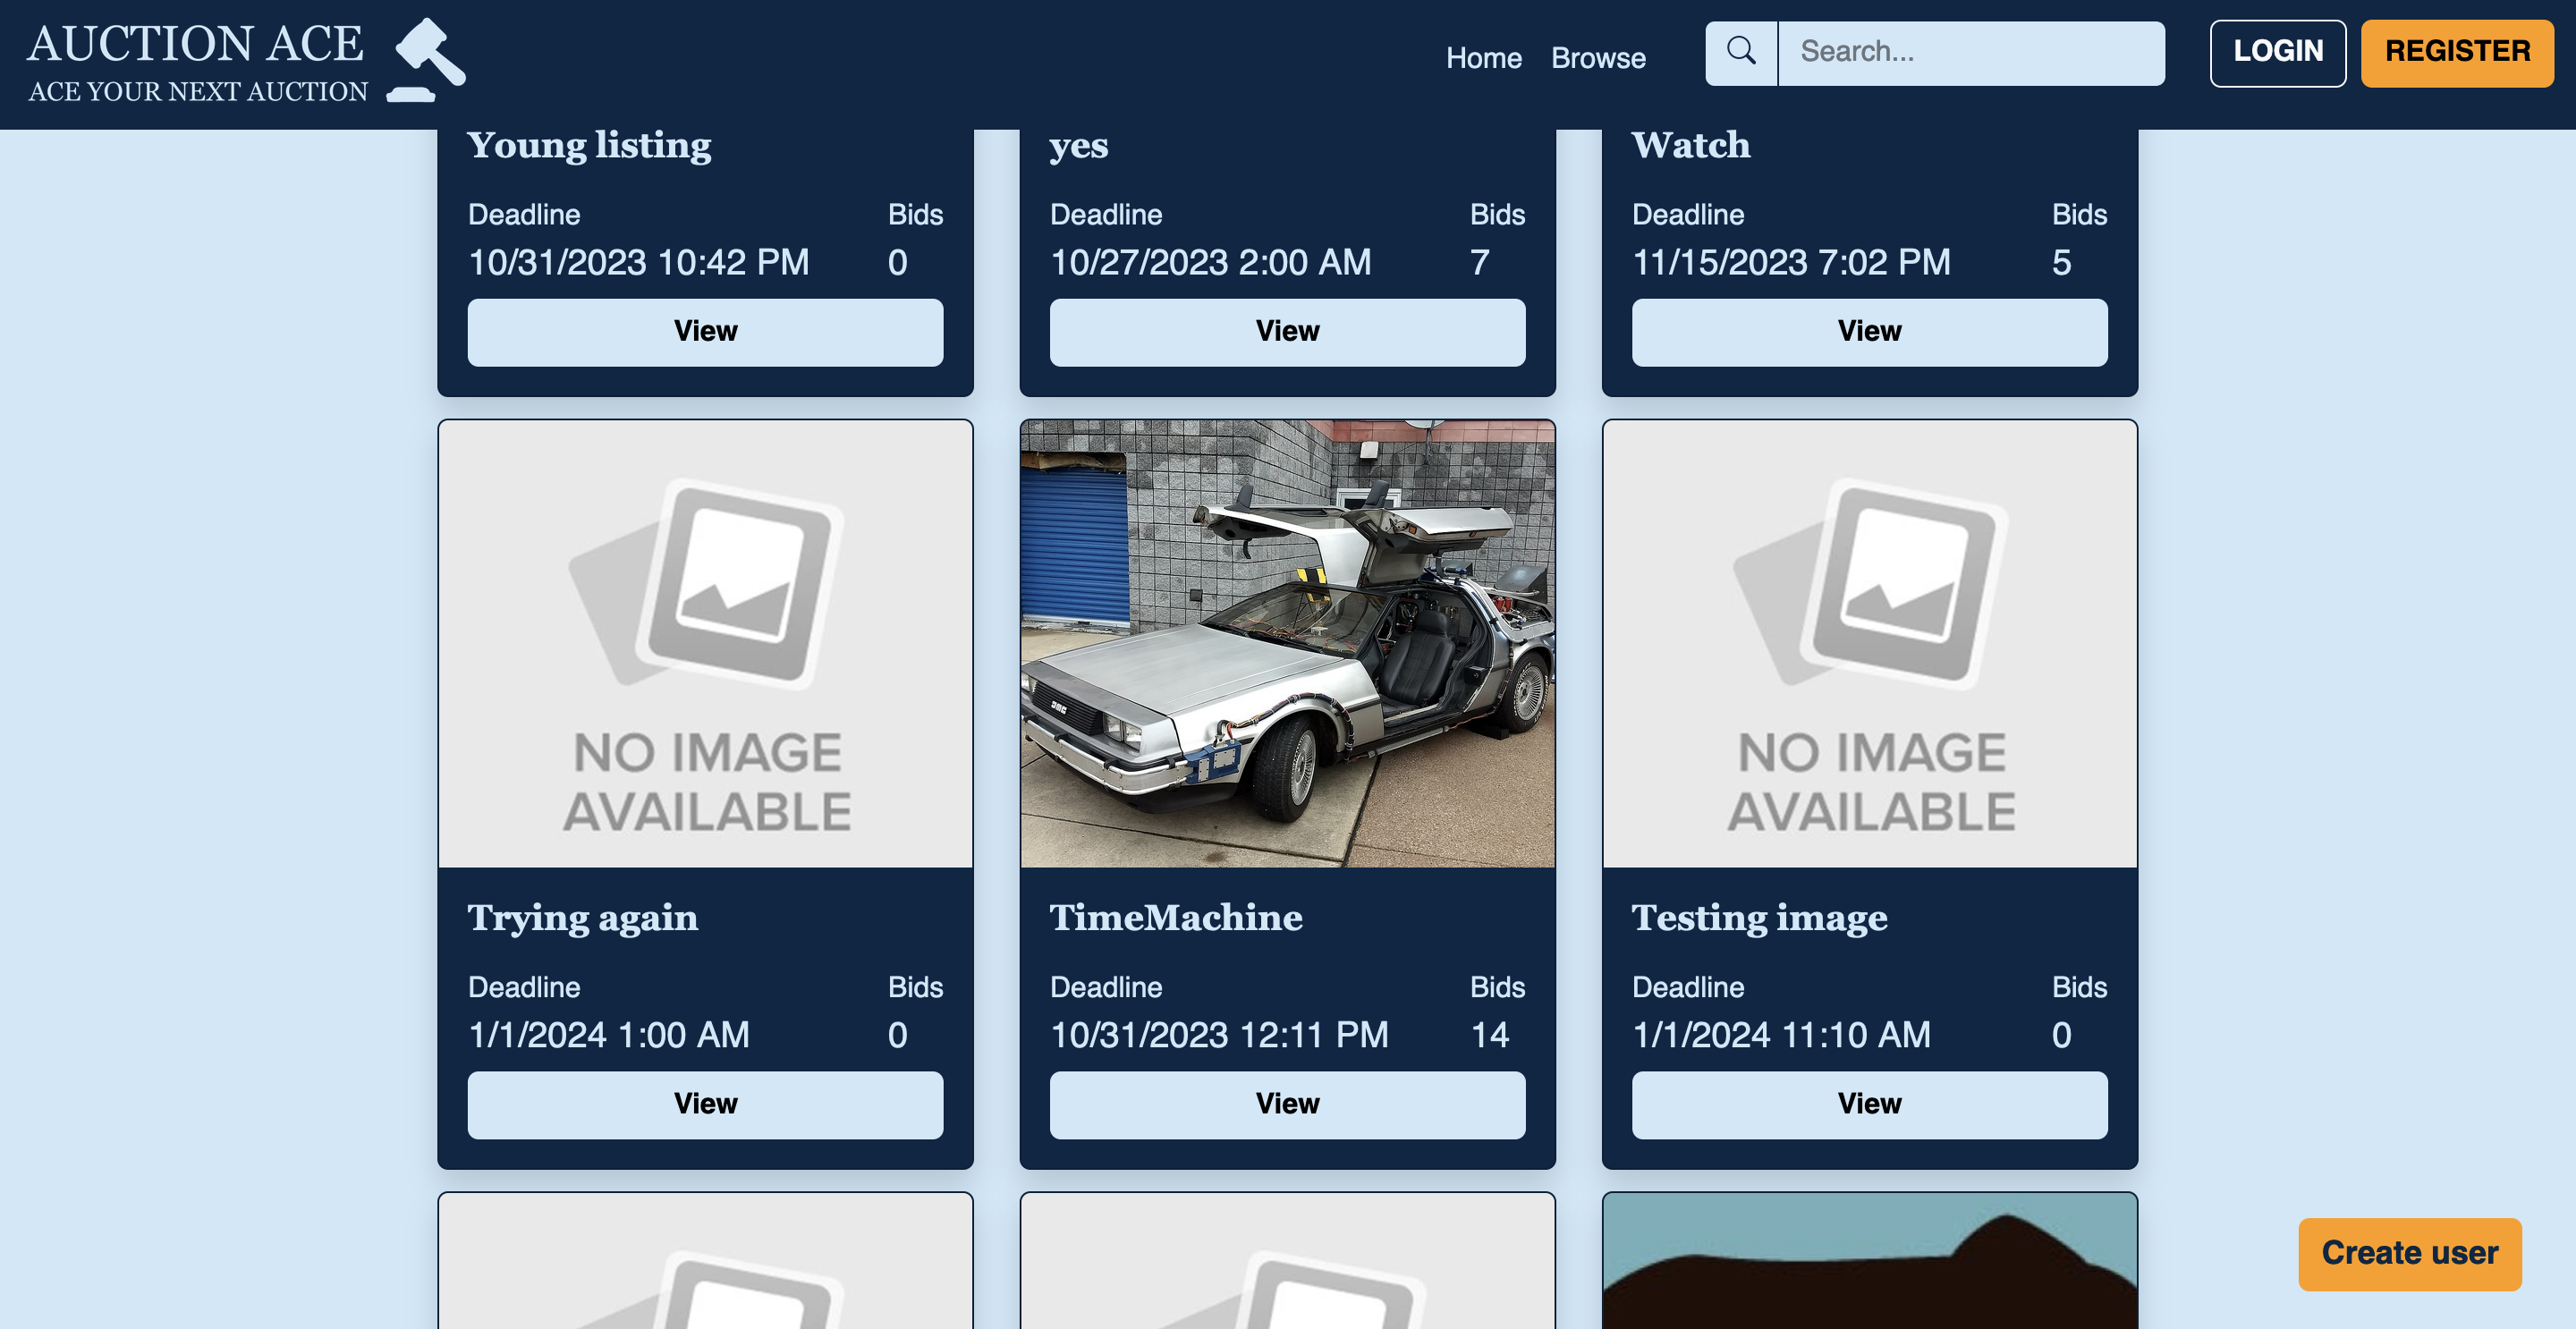 AUCTION ACE
ACE YOUR NEXT AUCTION
Home Browse Search... LOGIN REGISTER
Young listing
Deadline Bids
10/31/2023 10:42 PM 0
View
yes
Deadline Bids
10/27/2023 2:00 AM 7
View
Watch
Deadline Bids
11/15/2023 7:02 PM 5
View
NO IMAGE
AVAILABLE
Trying again
Deadline Bids
1/1/2024 1:00 AM 0
View
DMC
TimeMachine
Deadline Bids
10/31/2023 12:11 PM 14
View
NO IMAGE
AVAILABLE
Testing image
Deadline Bids
1/1/2024 11:10 AM 0
View
Create user